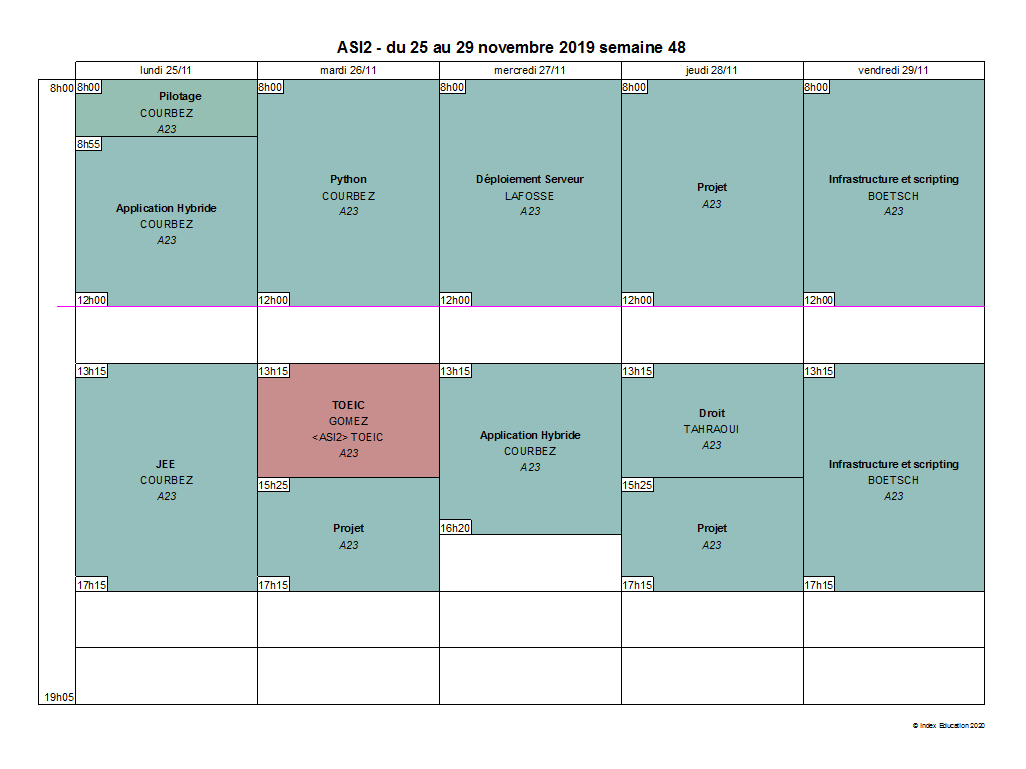 ASI2 - du 25 au 29 novembre 2019 semaine 48
lundi 25/11
mardi 26/11
mercredi 27/11
jeudi 28/11
vendredi 29/11
8h00
8h00
Pilotage
COURBEZ
A23
8h55
Application Hybride
COURBEZ
A23
12h00
13h15
JEE
COURBEZ
A23
17h15
8h00
Python
COURBEZ
A23
12h00
13h15
TOEIC
GOMEZ
<ASI2> TOEIC
A23
15h25
Projet
A23
17h15
8h00
Déploiement Serveur
LAFOSSE
A23
12h00
13h15
Application Hybride
COURBEZ
A23
16h20
8h00
Projet
A23
12h00
13h15
Droit
TAHRAOUI
A23
15h25
Projet
A23
17h15
8h00
Infrastructure et scripting
BOETSCH
A23
12h00
13h15
Infrastructure et scripting
BOETSCH
A23
17h15
19h05
© Index Education 2020